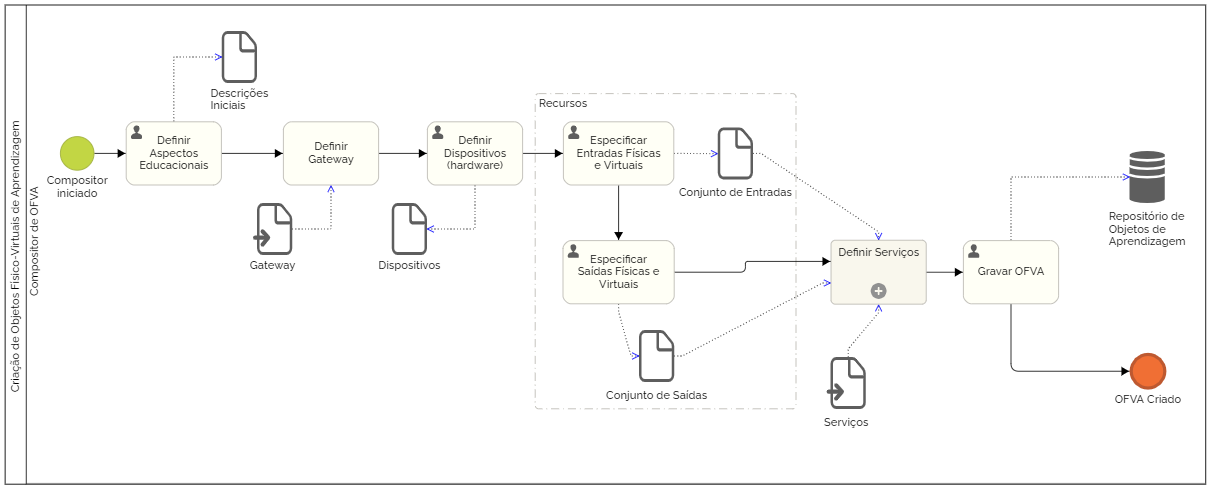 Criação de Objetos Físico-Virtuais de Aprendizagem
Compositor de OFVA
Compositor
iniciado
Definir
Aspectos
Educacionais
Descrições
Iniciais
Definir
Gateway
Gateway
Definir
Dispositivos
(hardware)
Dispositivos
Recursos
Especificar
Entradas Físicas
e Virtuais
Conjunto de Entradas
Especificar
Saídas Físicas e
Virtuais
Conjunto de Saídas
Definir Serviços
Serviços
Gravar OFVA
Repositório de
Objetos de
Aprendizagem
OFVA Criado